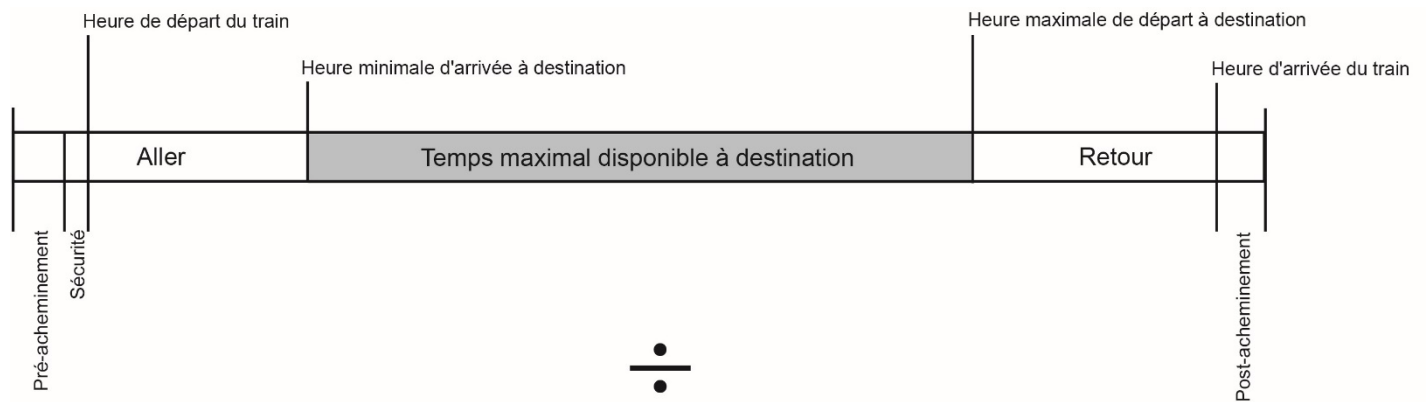 Heure de départ du train
Heure maximale de départ à destination
Heure minimale d'arrivée à destination
Heure d'arrivée du train
Aller
Temps maximal disponible à destination
Retour
Pré-acheminement
Sécurité
Post-acheminement
÷